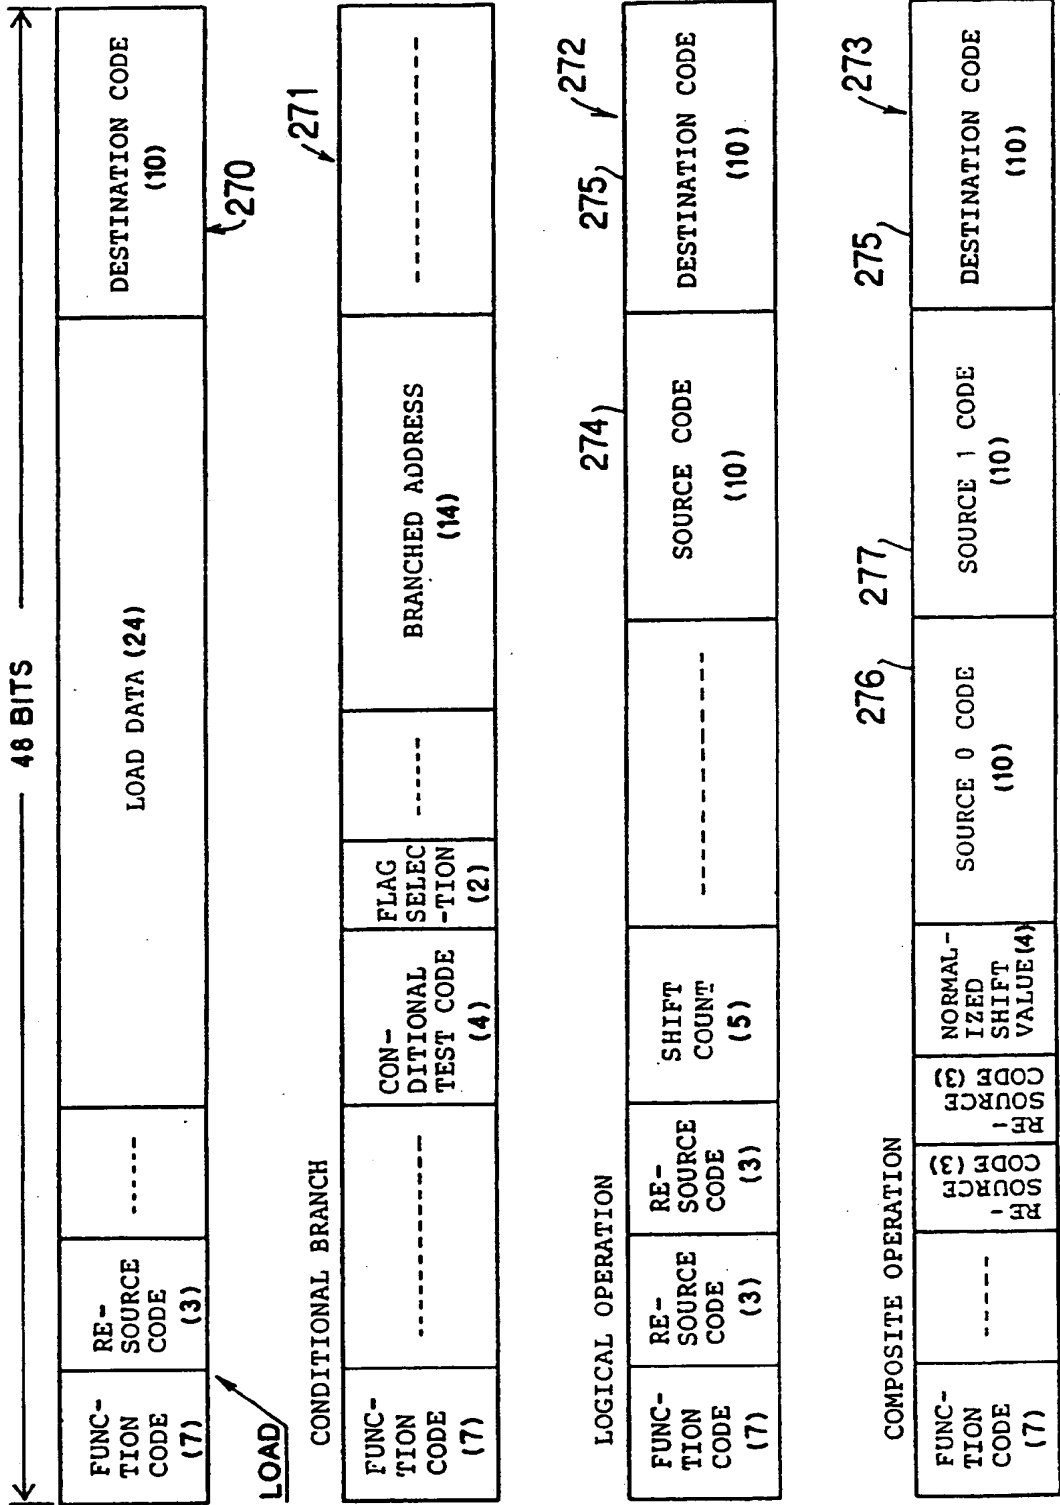 48 BITS
FUNC-
TION
CODE
(7)
RE-
SOURCE
CODE
(3)
------
LOAD DATA (24)
DESTINATION CODE
(10)
LOAD
270
CONDITIONAL BRANCH
271
FUNC-
TION
CODE
(7)
-------------
CON-
DITIONAL
TEST CODE
(4)
FLAG
SELEC
-TION
(2)
------
BRANCHED ADDRESS
(14)
-------------
LOGICAL OPERATION
274
275
272
FUNC-
TION
CODE
(7)
RE-
SOURCE
CODE
(3)
RE-
SOURCE
CODE
(3)
SHIFT
COUNT
(5)
-------------
SOURCE CODE
(10)
DESTINATION CODE
(10)
COMPOSITE OPERATION
276
277
275
273
FUNC-
TION
CODE
(7)
-----
RE-
SOURCE
CODE (3)
RE-
SOURCE
CODE (3)
NORMAL-
IZED
SHIFT
VALUE(4)
SOURCE 0 CODE
(10)
SOURCE 1 CODE
(10)
DESTINATION CODE
(10)